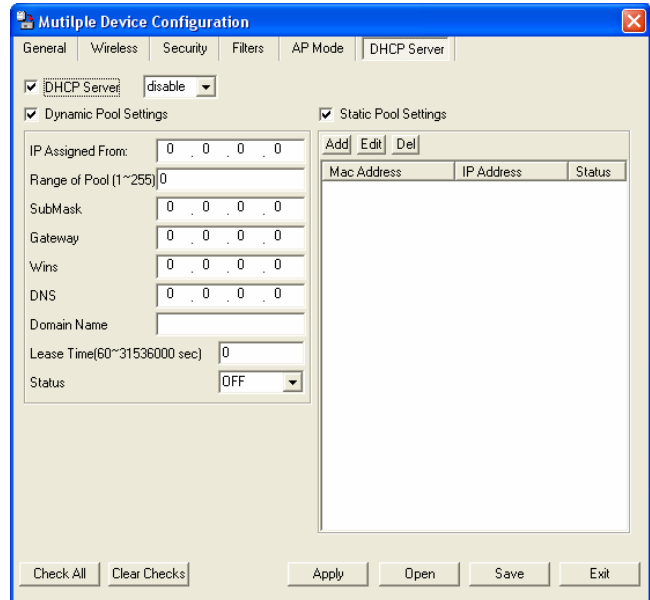 Mutilple Device Configuration
General Wireless Security Filters AP Mode DHCP Server
DHCP Server disable
Dynamic Pool Settings
IP Assigned From: 0 . 0 . 0 . 0
Range of Pool (1~255) 0
SubMask 0 . 0 . 0 . 0
Gateway 0 . 0 . 0 . 0
Wins 0 . 0 . 0 . 0
DNS 0 . 0 . 0 . 0
Domain Name
Lease Time(60~31536000 sec) 0
Status OFF
Static Pool Settings
Add Edit Del
Mac Address IP Address Status
Check All Clear Checks Apply Open Save Exit